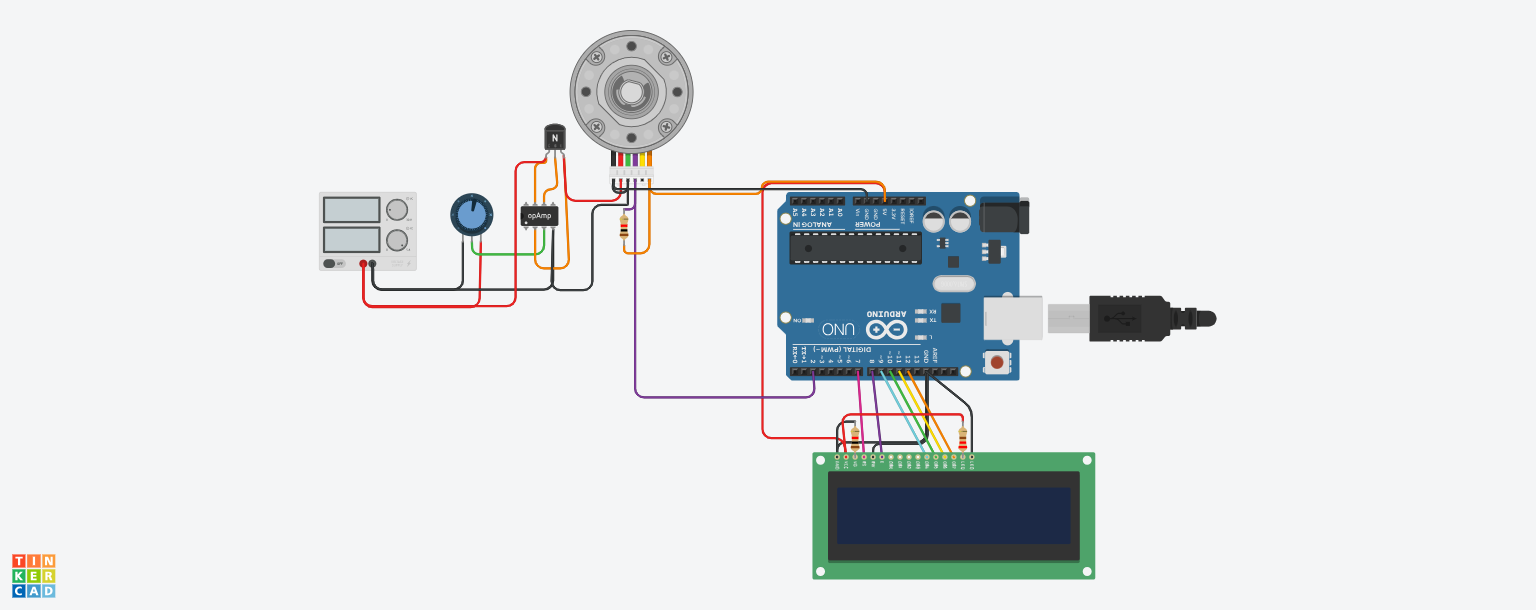 N
opAmp
OFF
A5
A4
A3
A2
A1
A0
VIN
GND
GND
5V
3.3V
RESET
IOREF
ANALOG IN
POWER
RX
TX
L
ON
UNO
ARDUINO
DIGITAL (PWM~)
RX←0
TX→1
2
~3
4
~5
~6
7
8
~9
~10
~11
12
13
GND
AREF
TIN
KER
CAD